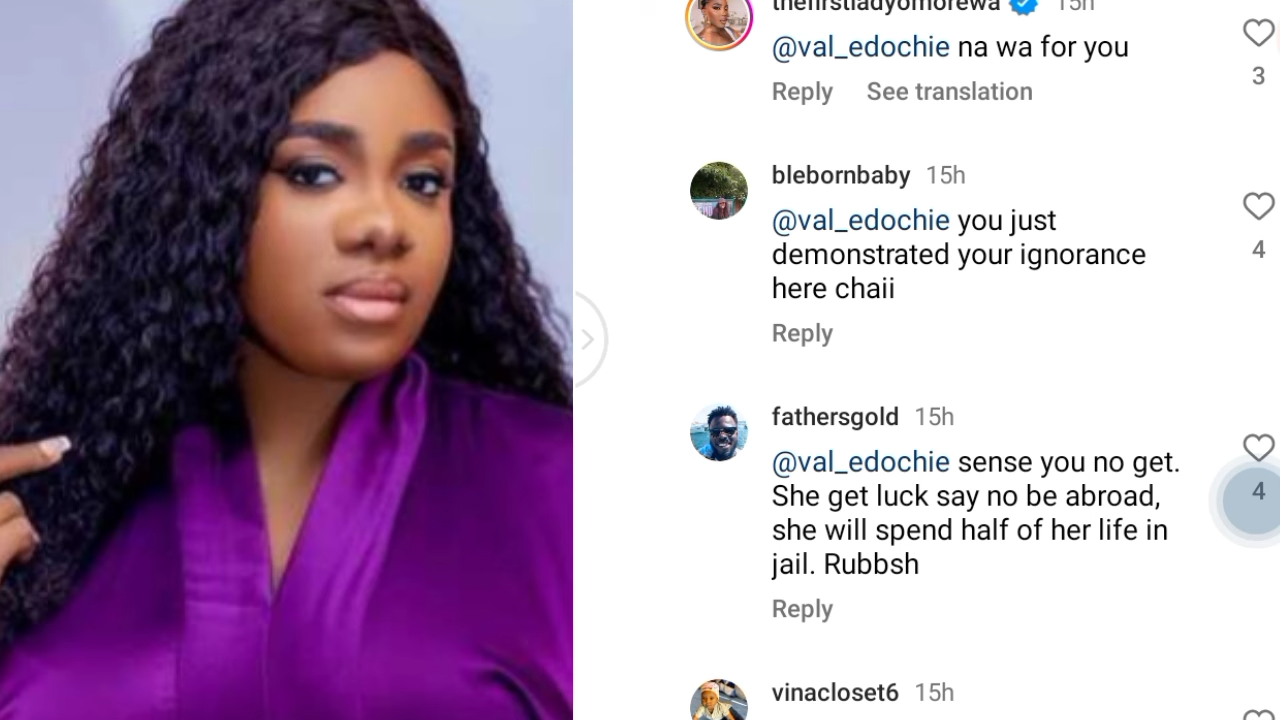 thefirstladyomorewa 15h
@val_edochie na wa for you
3
Reply See translation
blebornbaby 15h
@val_edochie you just
demonstrated your ignorance
here chaii
4
Reply
fathersgold 15h
@val_edochie sense you no get.
4
She get luck say no be abroad,
she will spend half of her life in
jail. Rubbsh
Reply
vinacloset6 15h